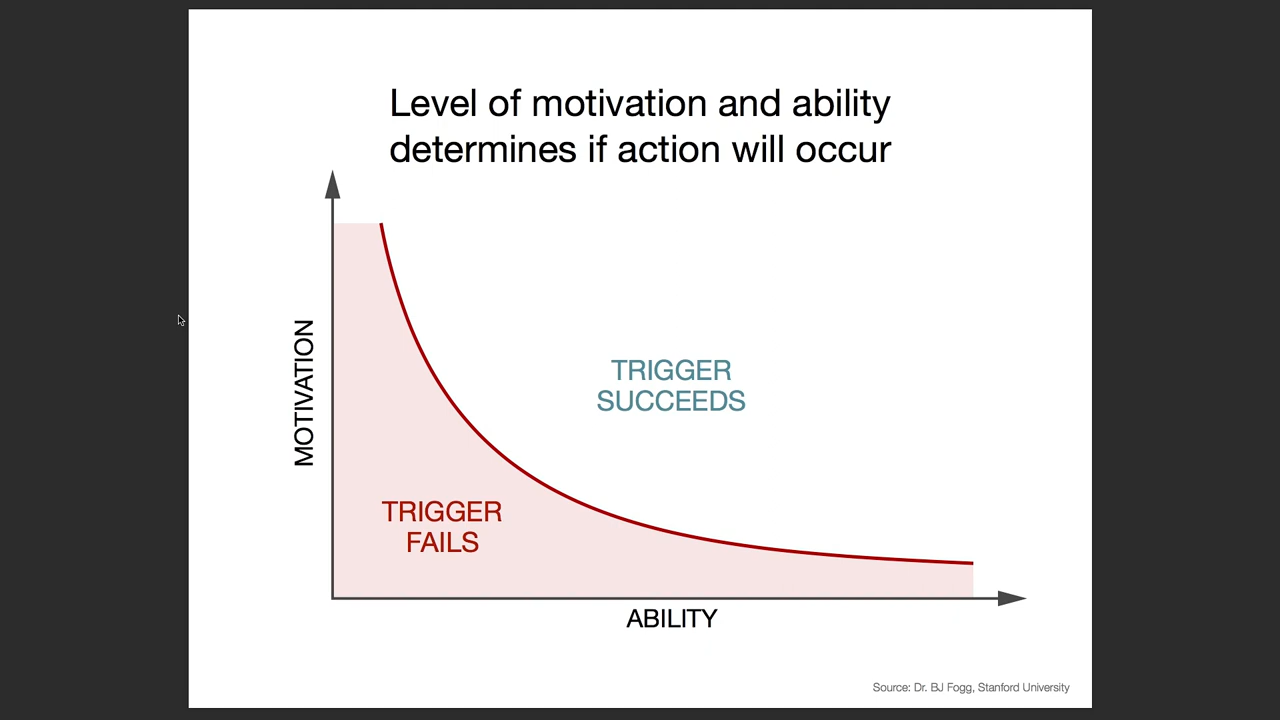 Level of motivation and ability
determines if action will occur
MOTIVATION
TRIGGER
SUCCEEDS
TRIGGER
FAILS
ABILITY
Source: Dr. BJ Fogg, Stanford University